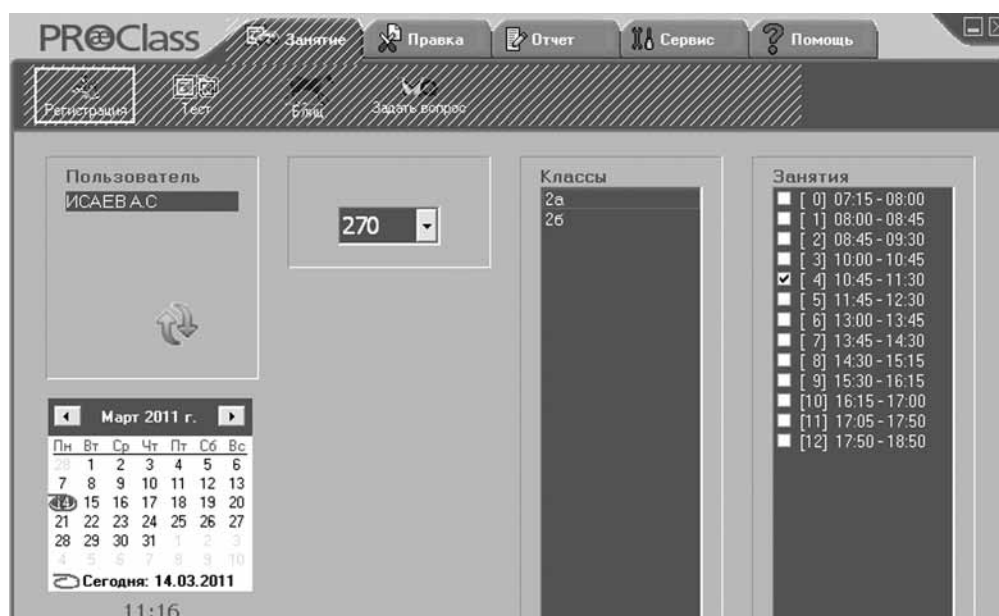 PROClass
Занятие
Правка
Отчет
Сервис
Помощь
Регистрация
Тест
Блиц
Задать вопрос
Пользователь
ИСАЕВ А.С
270
Классы
2а
2б
Занятия
[ 0] 07:15 - 08:00
[ 1] 08:00 - 08:45
[ 2] 08:45 - 09:30
[ 3] 10:00 - 10:45
[ 4] 10:45 - 11:30
[ 5] 11:45 - 12:30
[ 6] 13:00 - 13:45
[ 7] 13:45 - 14:30
[ 8] 14:30 - 15:15
[ 9] 15:30 - 16:15
[10] 16:15 - 17:00
[11] 17:05 - 17:50
[12] 17:50 - 18:50
Март 2011 г.
Пн Вт Ср Чт Пт Сб Вс
28 1 2 3 4 5 6
7 8 9 10 11 12 13
14 15 16 17 18 19 20
21 22 23 24 25 26 27
28 29 30 31 1 2 3
4 5 6 7 8 9 10
Сегодня: 14.03.2011
11:16